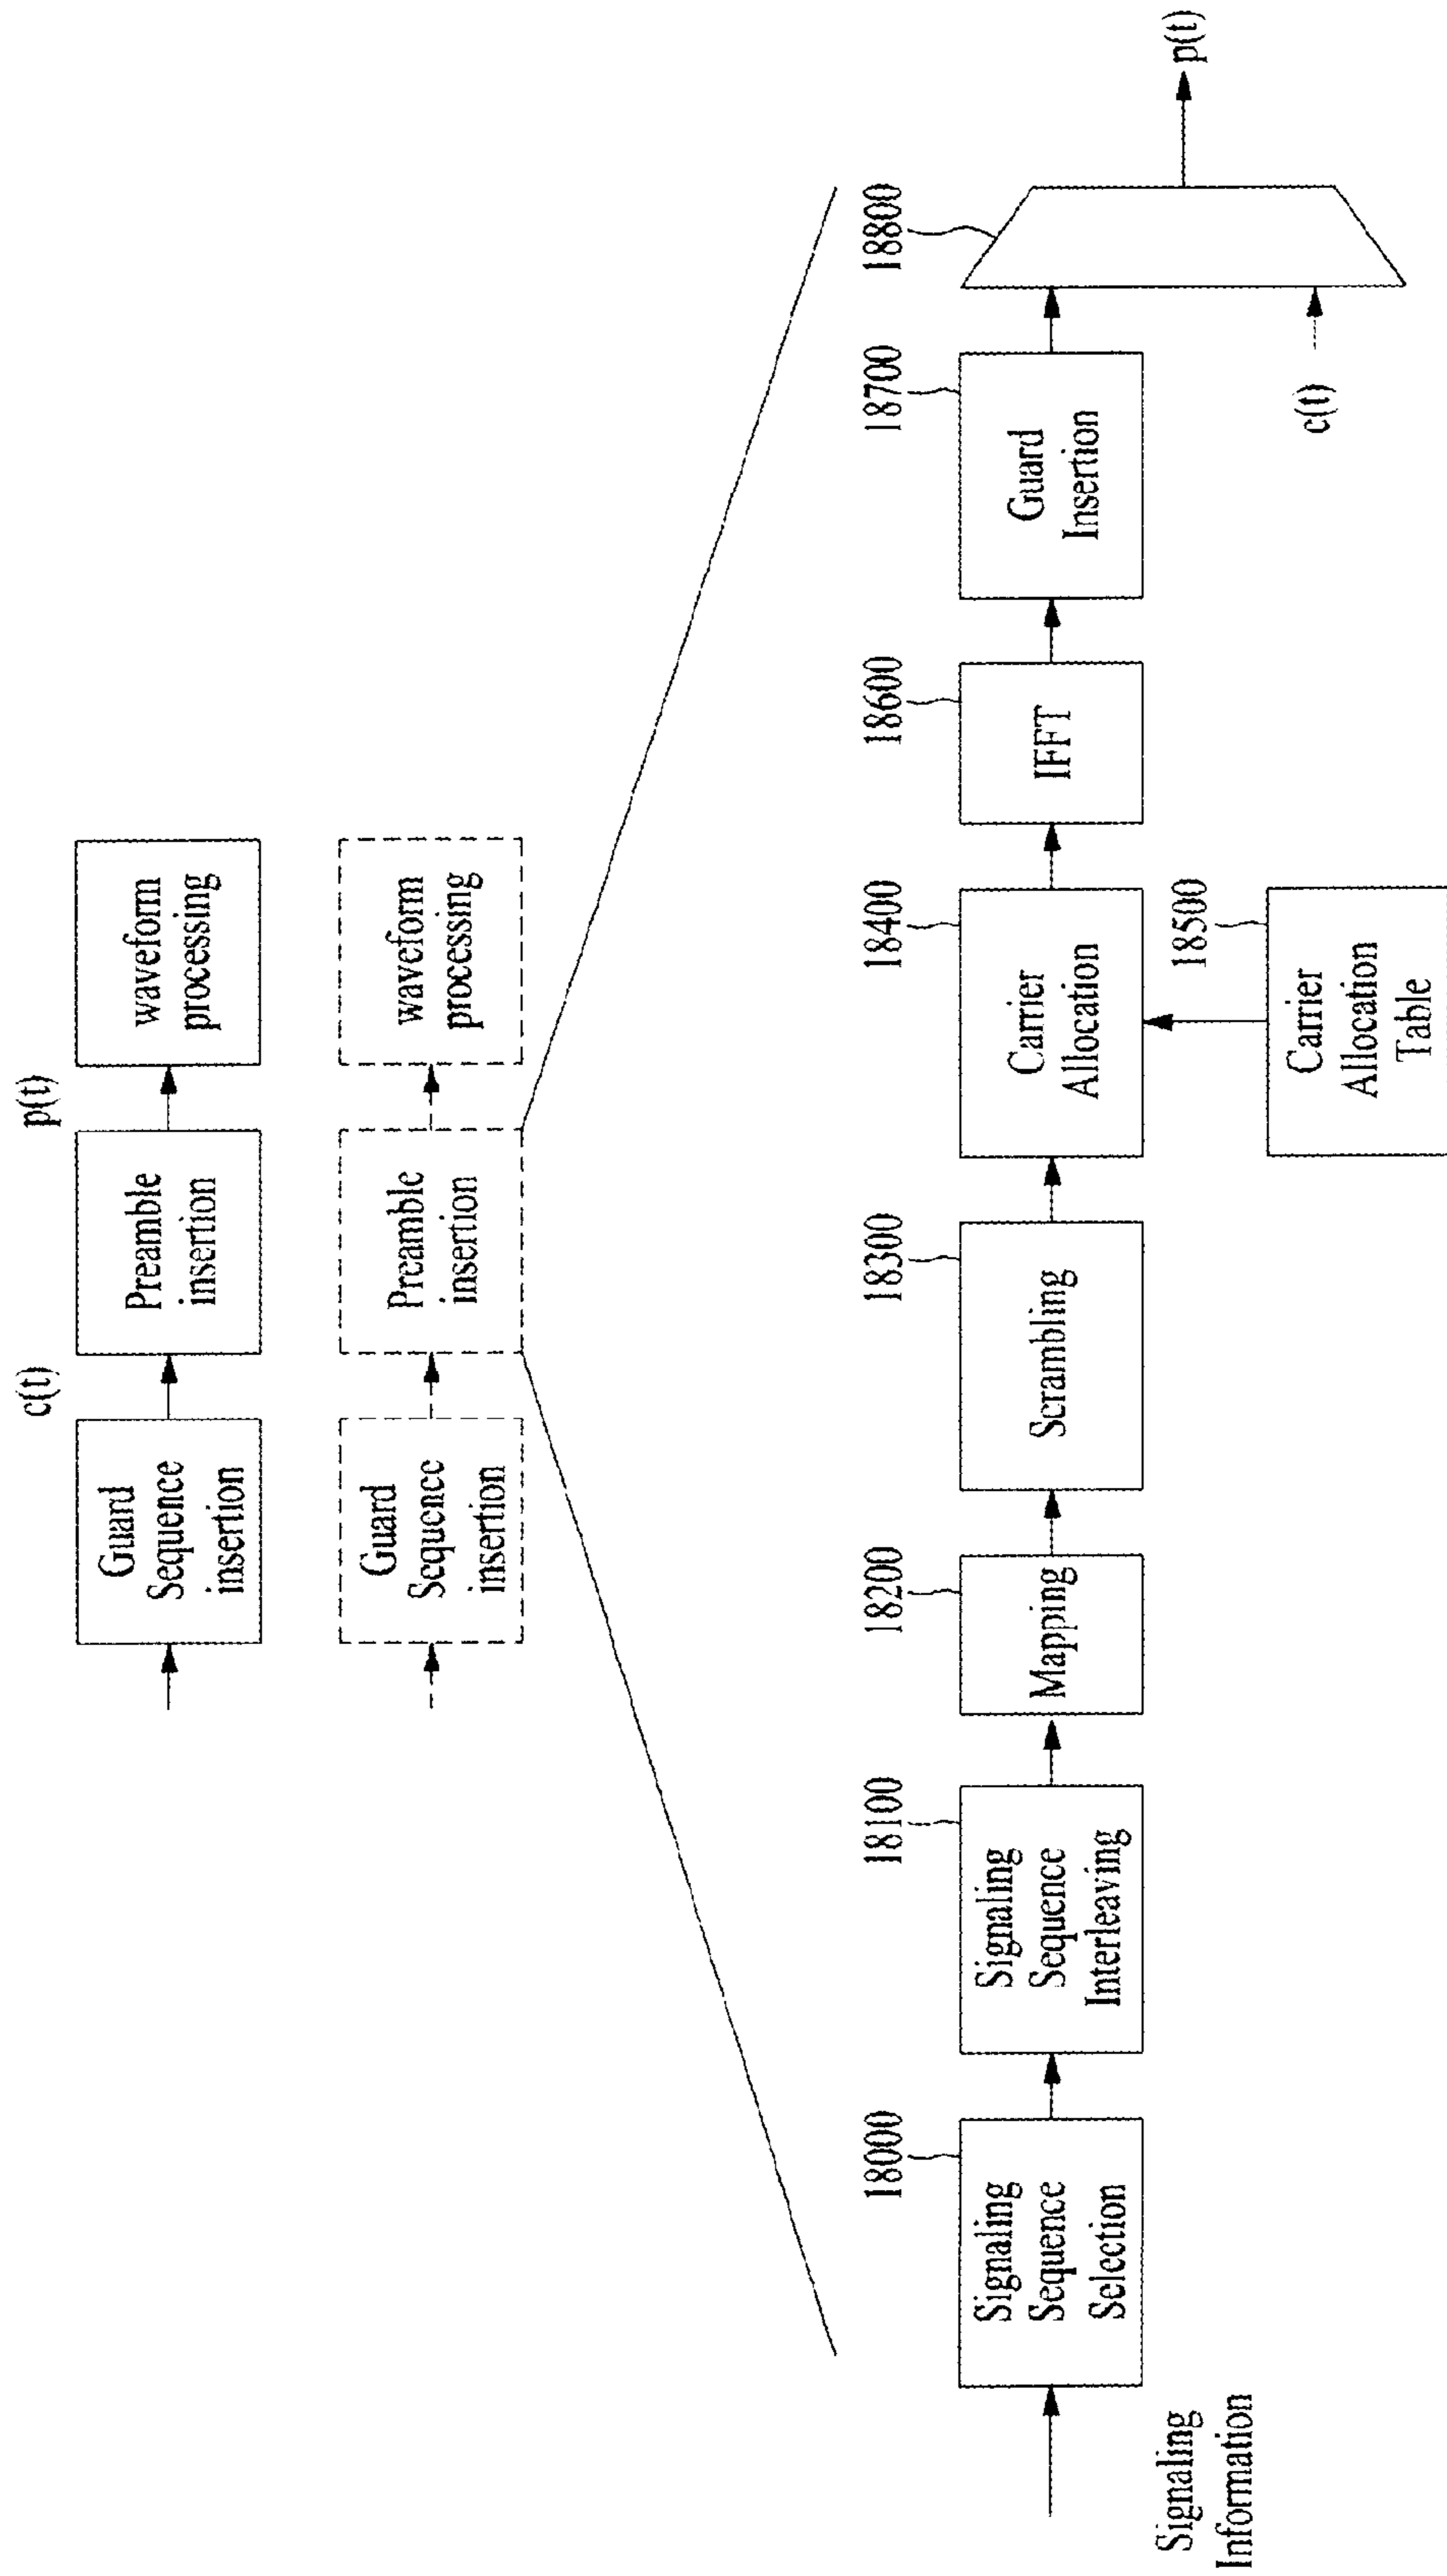 c(t)
p(t)
Guard
Sequence
insertion
Preamble
insertion
waveform
processing
Guard
Sequence
insertion
Preamble
insertion
waveform
processing
18000
18100
18200
18300
18400
18600
18700
18800
Signaling
Information
Signaling
Sequence
Selection
Signaling
Sequence
Interleaving
Mapping
Scrambling
Carrier
Allocation
IFFT
Guard
Insertion
p(t)
c(t)
18500
Carrier
Allocation
Table